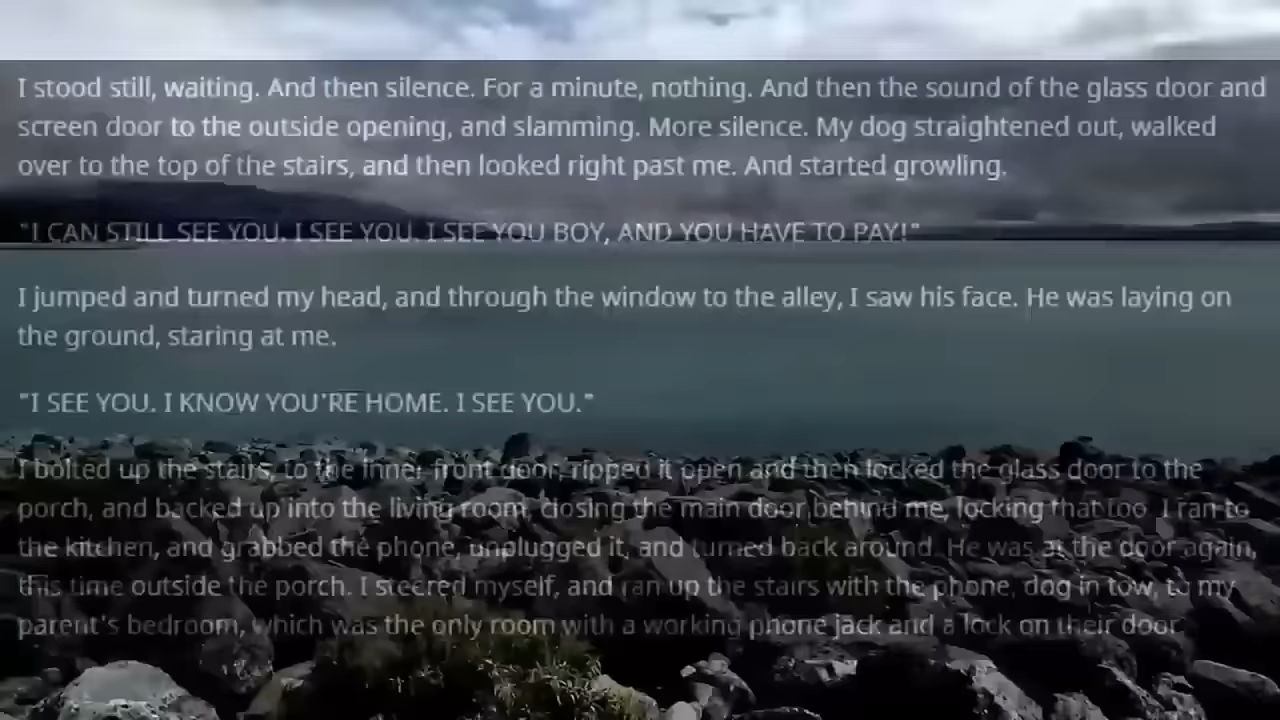 I stood still, waiting. And then silence. For a minute, nothing. And then the sound of the glass door and
screen door to the outside opening, and slamming. More silence. My dog straightened out, walked
over to the top of the stairs, and then looked right past me. And started growling.
"I CAN STILL SEE YOU. I SEE YOU. I SEE YOU BOY, AND YOU HAVE TO PAY!"
I jumped and turned my head, and through the window to the alley, I saw his face. He was laying on
the ground, staring at me.
"I SEE YOU. I KNOW YOU'RE HOME. I SEE YOU."
I bolted up the stairs, to the inner front door, ripped it open and then locked the glass door to the
porch, and backed up into the living room, closing the main door behind me, locking that too. I ran to
the kitchen, and grabbed the phone, unplugged it, and turned back around. He was at the door again,
this time outside the porch. I steered myself, and ran up the stairs with the phone, dog in tow, to my
parent's bedroom, which was the only room with a working phone jack and a lock on their door.